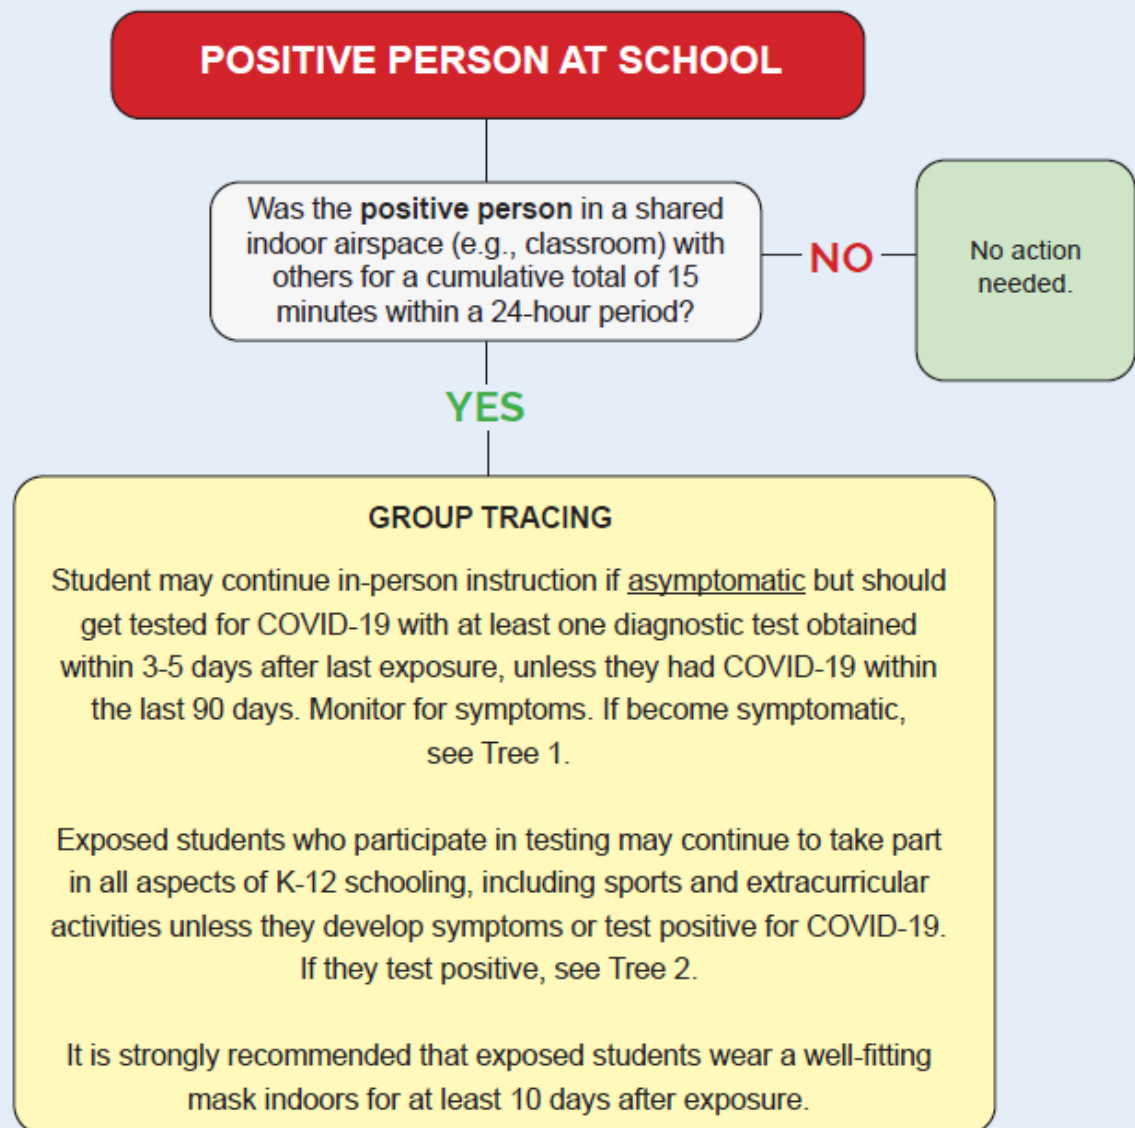 POSITIVE PERSON AT SCHOOL
Was the positive person in a shared
indoor airspace (e.g., classroom) with
others for a cumulative total of 15
minutes within a 24-hour period?
NO
No action
needed.
YES
GROUP TRACING
Student may continue in-person instruction if asymptomatic but should
get tested for COVID-19 with at least one diagnostic test obtained
within 3-5 days after last exposure, unless they had COVID-19 within
the last 90 days. Monitor for symptoms. If become symptomatic,
see Tree 1.
Exposed students who participate in testing may continue to take part
in all aspects of K-12 schooling, including sports and extracurricular
activities unless they develop symptoms or test positive for COVID-19.
If they test positive, see Tree 2.
It is strongly recommended that exposed students wear a well-fitting
mask indoors for at least 10 days after exposure.